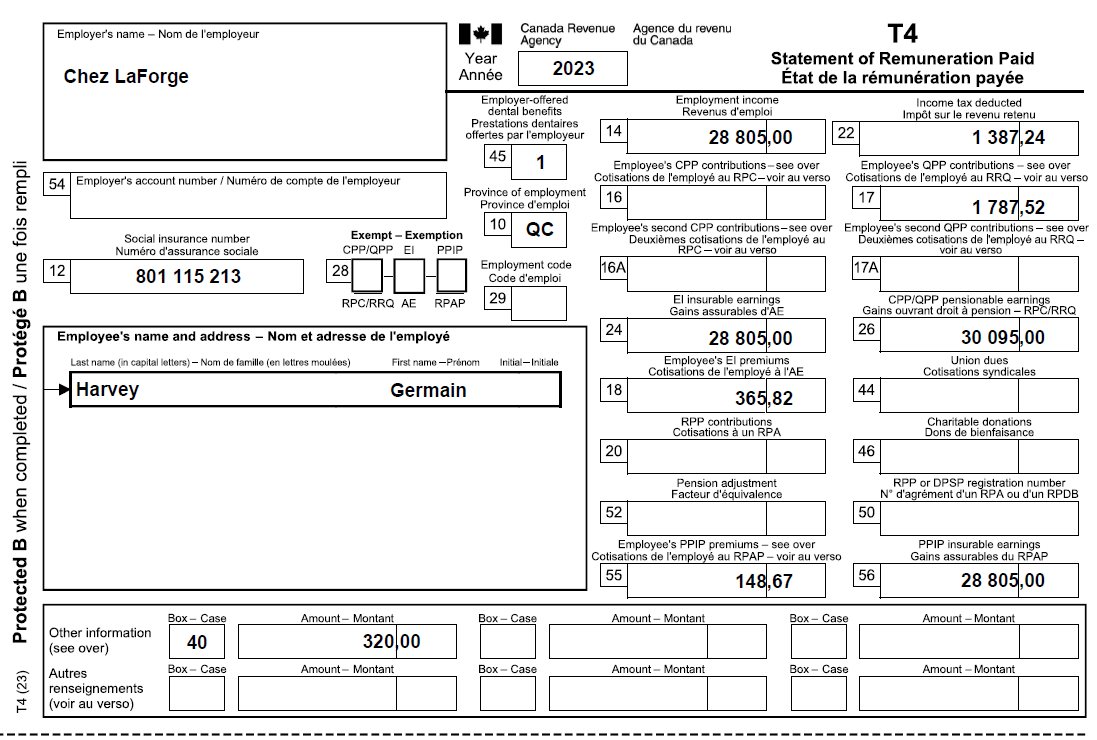 Employer's name – Nom de l'employeur
Chez LaForge
Canada Revenue Agency
Agence du revenu du Canada
Year
Année
2023
T4
Statement of Remuneration Paid
État de la rémunération payée
Employer-offered
dental benefits
Prestations dentaires
offertes par l'employeur
45 1
Employment income
Revenus d'emploi
14 28 805,00
Income tax deducted
Impôt sur le revenu retenu
22 1 387,24
54 Employer's account number / Numéro de compte de l'employeur
Province of employment
Province d'emploi
10 QC
Employee's CPP contributions – see over
Cotisations de l'employé au RPC – voir au verso
16
Employee's QPP contributions – see over
Cotisations de l'employé au RRQ – voir au verso
17 1 787,52
Social insurance number
Numéro d'assurance sociale
12 801 115 213
Exempt – Exemption
CPP/QPP EI PPIP
28
RPC/RRQ AE RPAP
Employment code
Code d'emploi
29
Employee's second CPP contributions – see over
Deuxièmes cotisations de l'employé au
RPC – voir au verso
16A
Employee's second QPP contributions – see over
Deuxièmes cotisations de l'employé au RRQ –
voir au verso
17A
EI insurable earnings
Gains assurables d'AE
24 28 805,00
CPP/QPP pensionable earnings
Gains ouvrant droit à pension – RPC/RRQ
26 30 095,00
Employee's name and address – Nom et adresse de l'employé
Last name (in capital letters) – Nom de famille (en lettres moulées) First name – Prénom Initial – Initiale
Harvey Germain
Employee's EI premiums
Cotisations de l'employé à l'AE
18 365,82
Union dues
Cotisations syndicales
44
RPP contributions
Cotisations à un RPA
20
Charitable donations
Dons de bienfaisance
46
Pension adjustment
Facteur d'équivalence
52
RPP or DPSP registration number
N° d'agrément d'un RPA ou d'un RPDB
50
Employee's PPIP premiums – see over
Cotisations de l'employé au RPAP – voir au verso
55 148,67
PPIP insurable earnings
Gains assurables du RPAP
56 28 805,00
Other information
(see over)
Box – Case Amount – Montant Box – Case Amount – Montant Box – Case Amount – Montant
40 320,00
Autres
renseignements
(voir au verso)
Box – Case Amount – Montant Box – Case Amount – Montant Box – Case Amount – Montant
Protected B when completed / Protégé B une fois rempli
T4 (23)